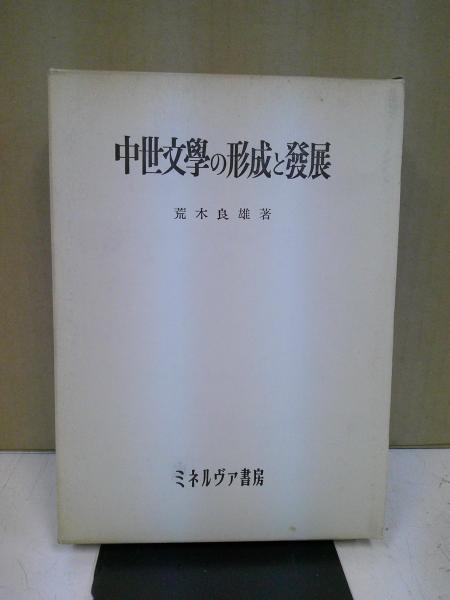 中世文學の形成と發展
荒木良雄著
ミネルヴァ書房